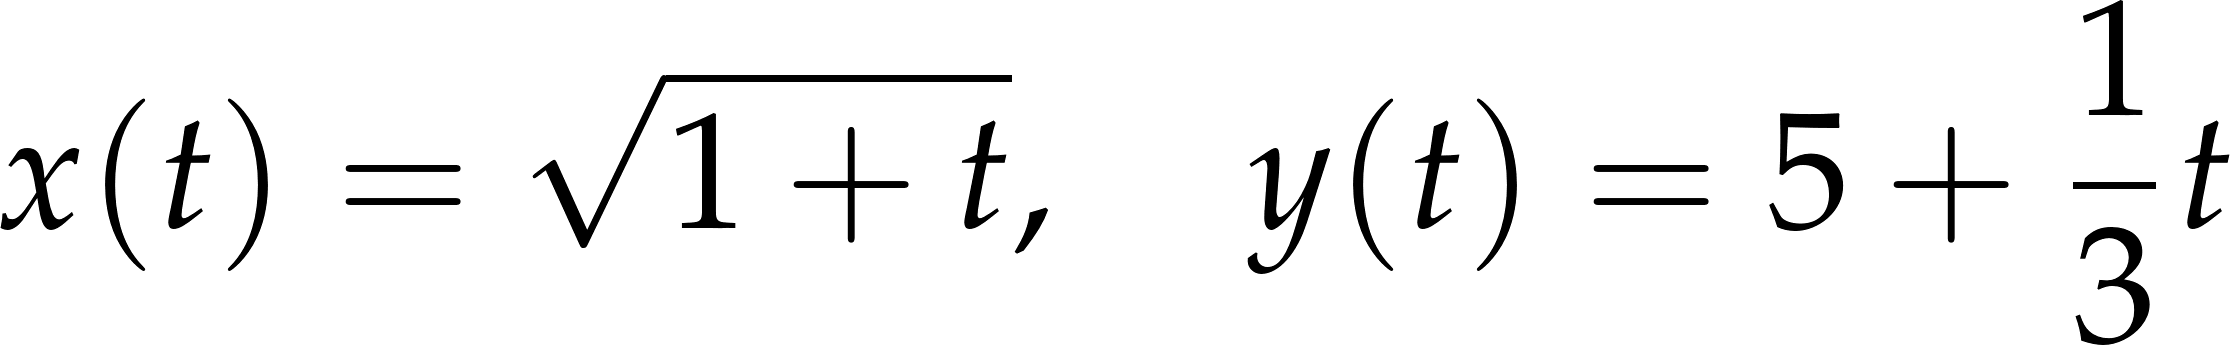 x(t) = √(1 + t), y(t) = 5 + 1/3 t